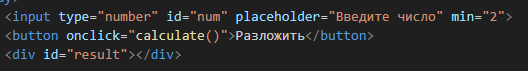 <input type="number" id="num" placeholder="Введите число" min="2">
<button onclick="calculate()">Разложить</button>
<div id="result"></div>